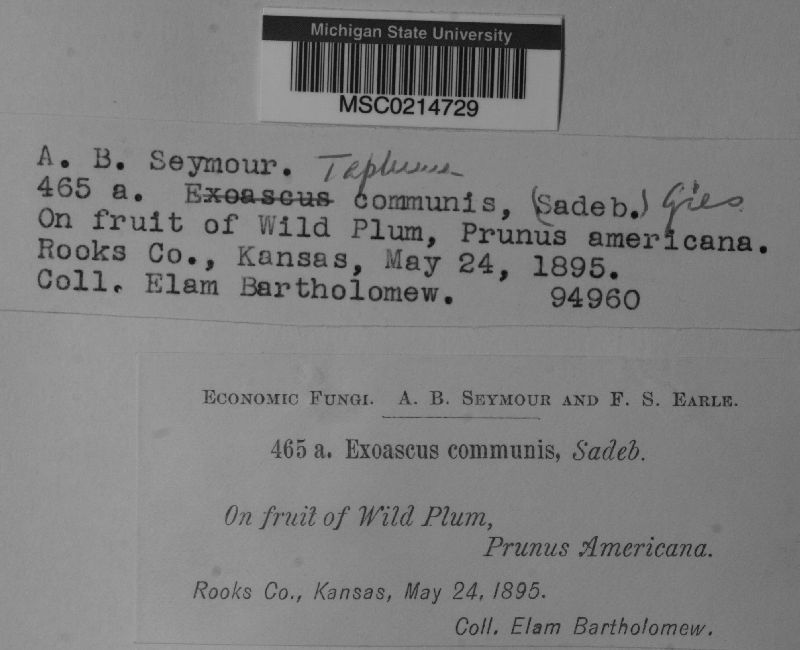 Michigan State University
MSC0214729
A. B. Seymour. Taphrina
465 a. Exoascus communis, (Sadeb.) Gies.
On fruit of Wild Plum, Prunus americana.
Rooks Co., Kansas, May 24, 1895.
Coll. Elam Bartholomew. 94960
ECONOMIC FUNGI. A. B. SEYMOUR AND F. S. EARLE.
465 a. Exoascus communis, Sadeb.
On fruit of Wild Plum,
Prunus Americana.
Rooks Co., Kansas, May 24, 1895.
Coll. Elam Bartholomew.